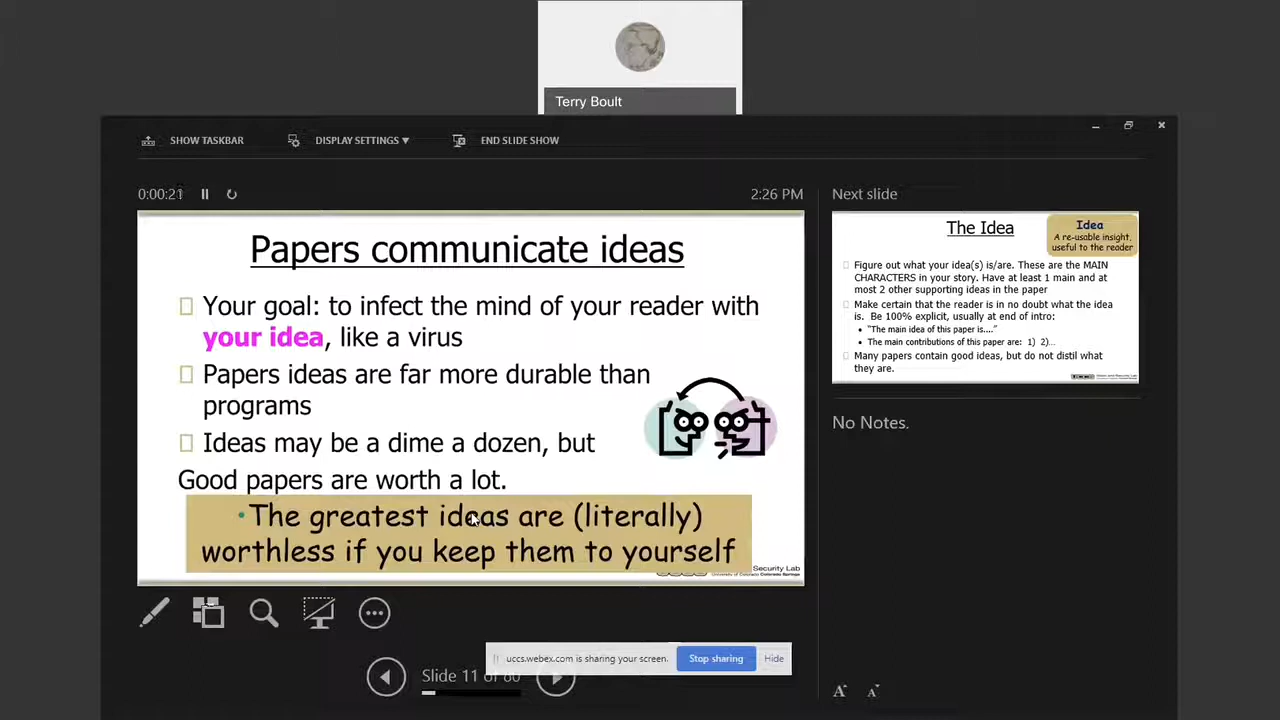 Terry Boult
SHOW TASKBAR
DISPLAY SETTINGS ▼
END SLIDE SHOW
0:00:21
2:26 PM
Papers communicate ideas
Your goal: to infect the mind of your reader with
your idea, like a virus
Papers ideas are far more durable than
programs
Ideas may be a dime a dozen, but
Good papers are worth a lot.
•The greatest ideas are (literally)
worthless if you keep them to yourself
Security Lab
University of Colorado Colorado Springs
Next slide
The Idea
Idea
A re-usable insight,
useful to the reader
Figure out what your idea(s) is/are. These are the MAIN
CHARACTERS in your story. Have at least 1 main and at
most 2 other supporting ideas in the paper
Make certain that the reader is in no doubt what the idea
is. Be 100% explicit, usually at end of intro:
• "The main idea of this paper is...."
• The main contributions of this paper are: 1) 2)...
Many papers contain good ideas, but do not distil what
they are.
No Notes.
uccs.webex.com is sharing your screen.
Stop sharing
Hide
Slide 11 of 80
A A